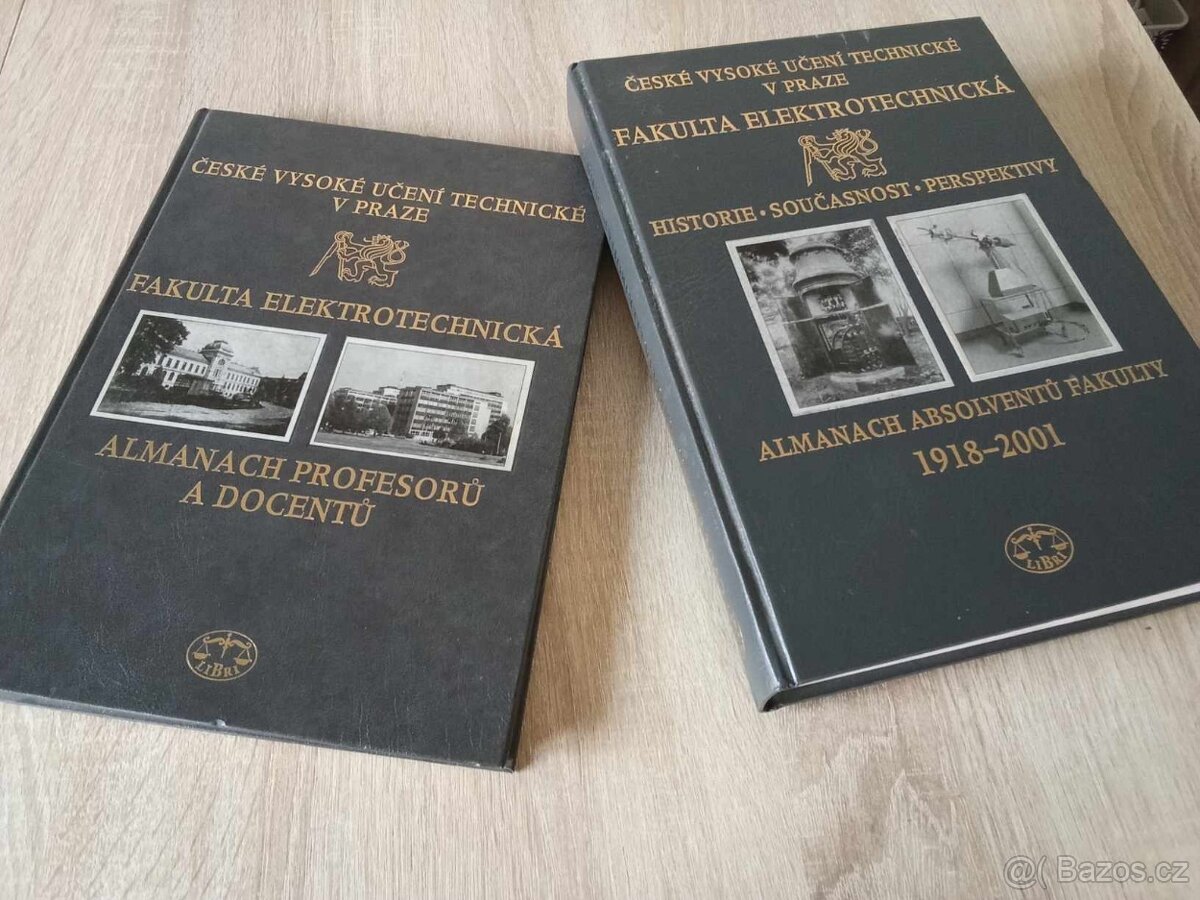 ČESKÉ VYSOKÉ UČENÍ TECHNICKÉ
V PRAZE
FAKULTA ELEKTROTECHNICKÁ
ALMANACH PROFESORŮ
A DOCENTŮ
LIBRI
ČESKÉ VYSOKÉ UČENÍ TECHNICKÉ
V PRAZE
FAKULTA ELEKTROTECHNICKÁ
HISTORIE · SOUČASNOST · PERSPEKTIVY
ALMANACH ABSOLVENTŮ FAKULTY
1918–2001
LIBRI
@( Bazos.cz